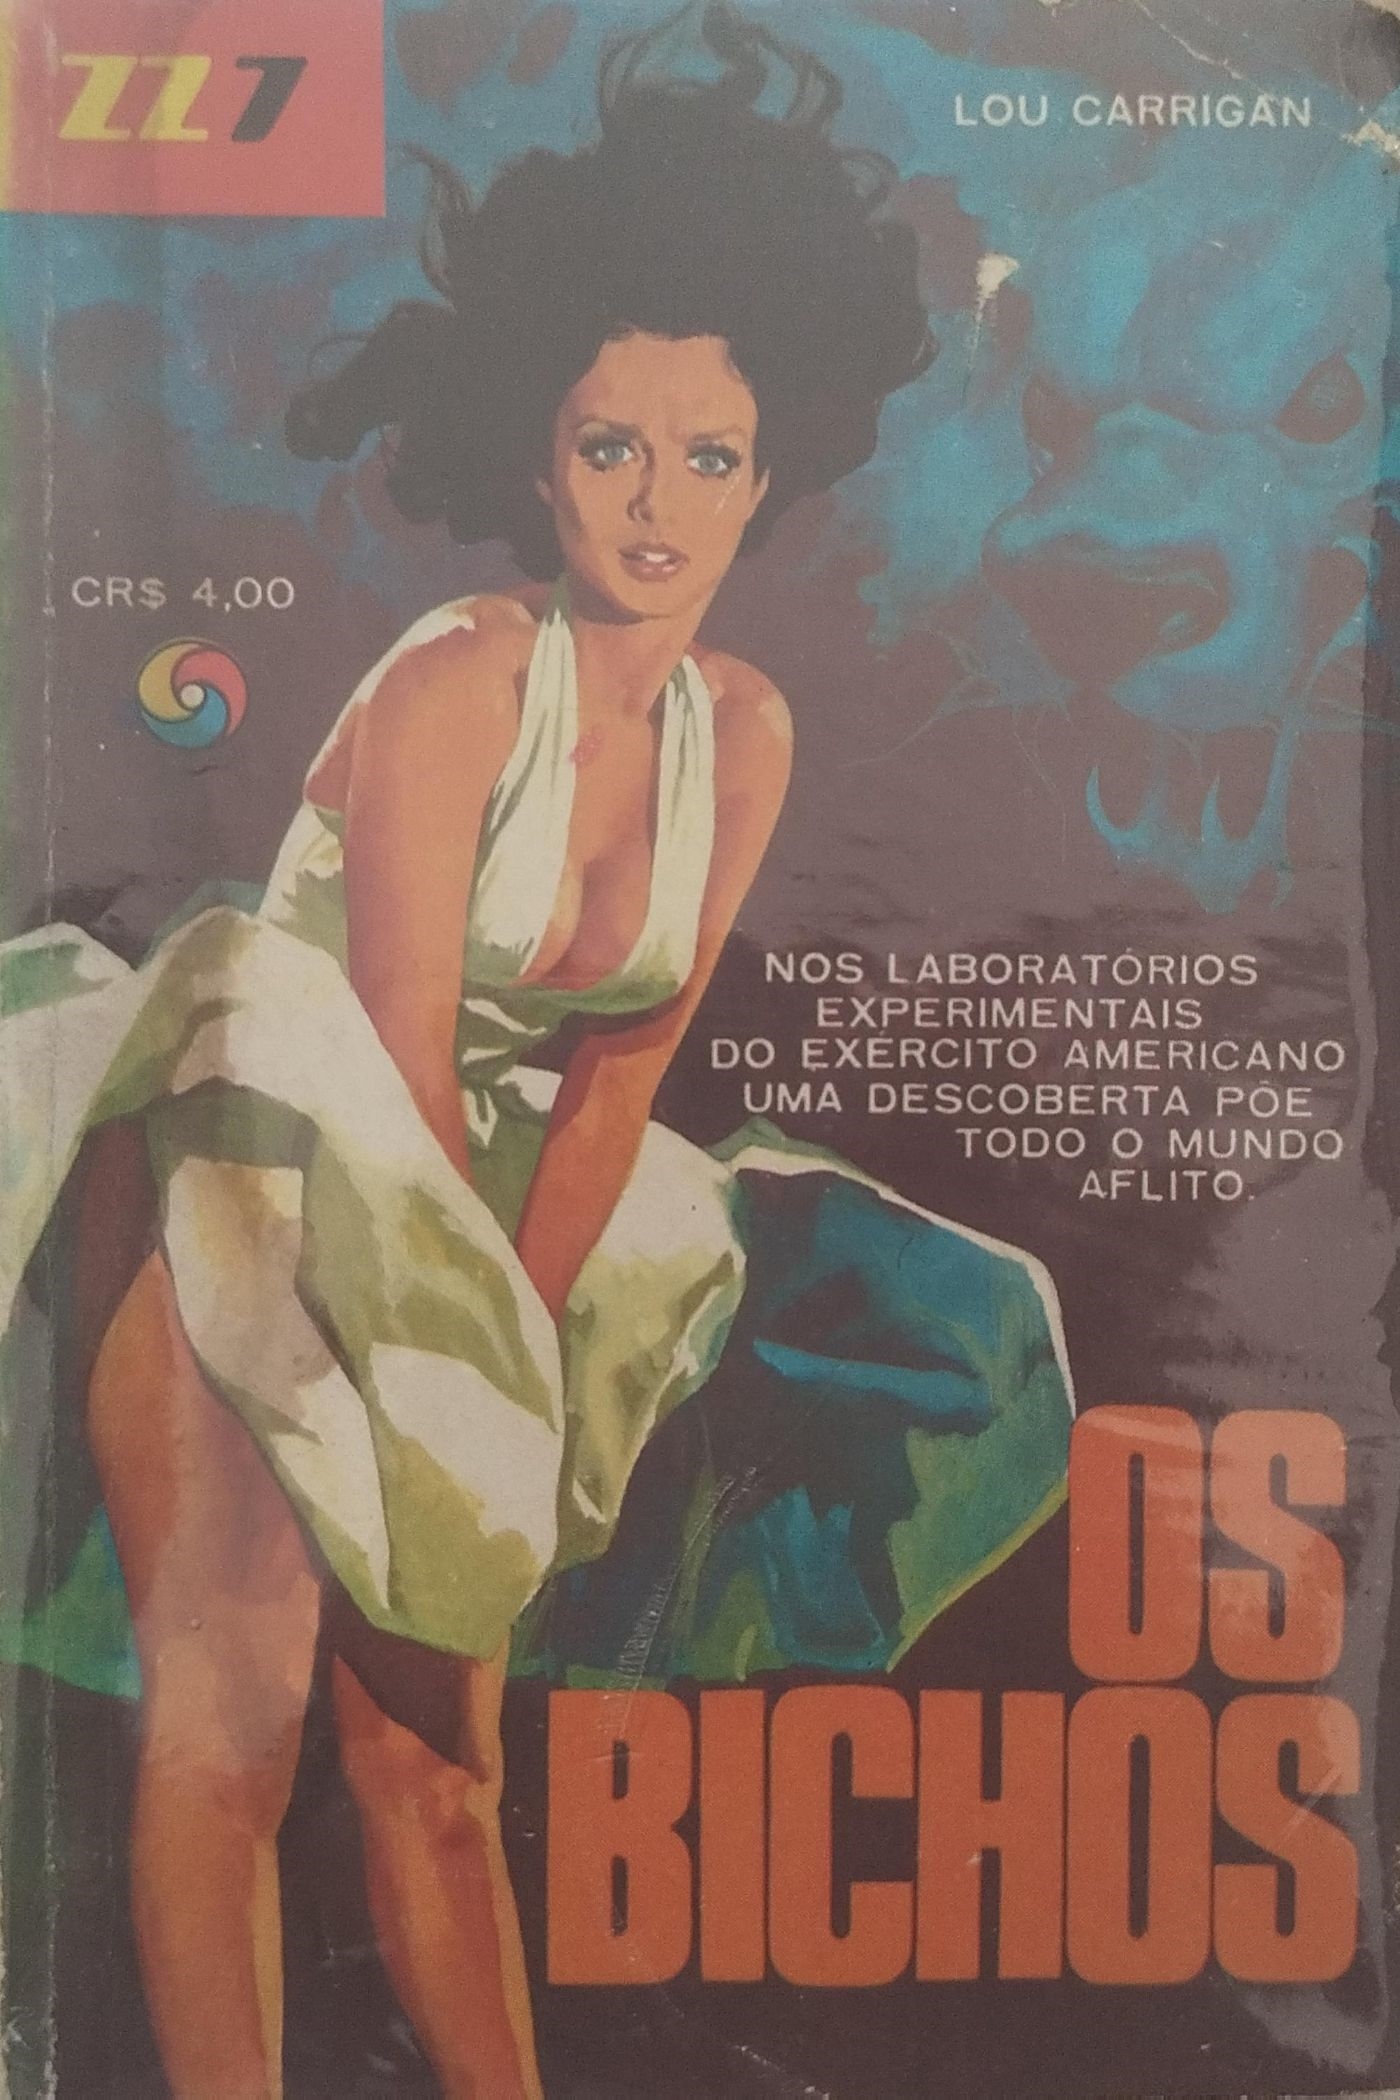 ZZ7
LOU CARRIGAN
CR$ 4,00
NOS LABORATÓRIOS
EXPERIMENTAIS
DO EXÉRCITO AMERICANO
UMA DESCOBERTA PÕE
TODO O MUNDO
AFLITO.
OS
BICHOS